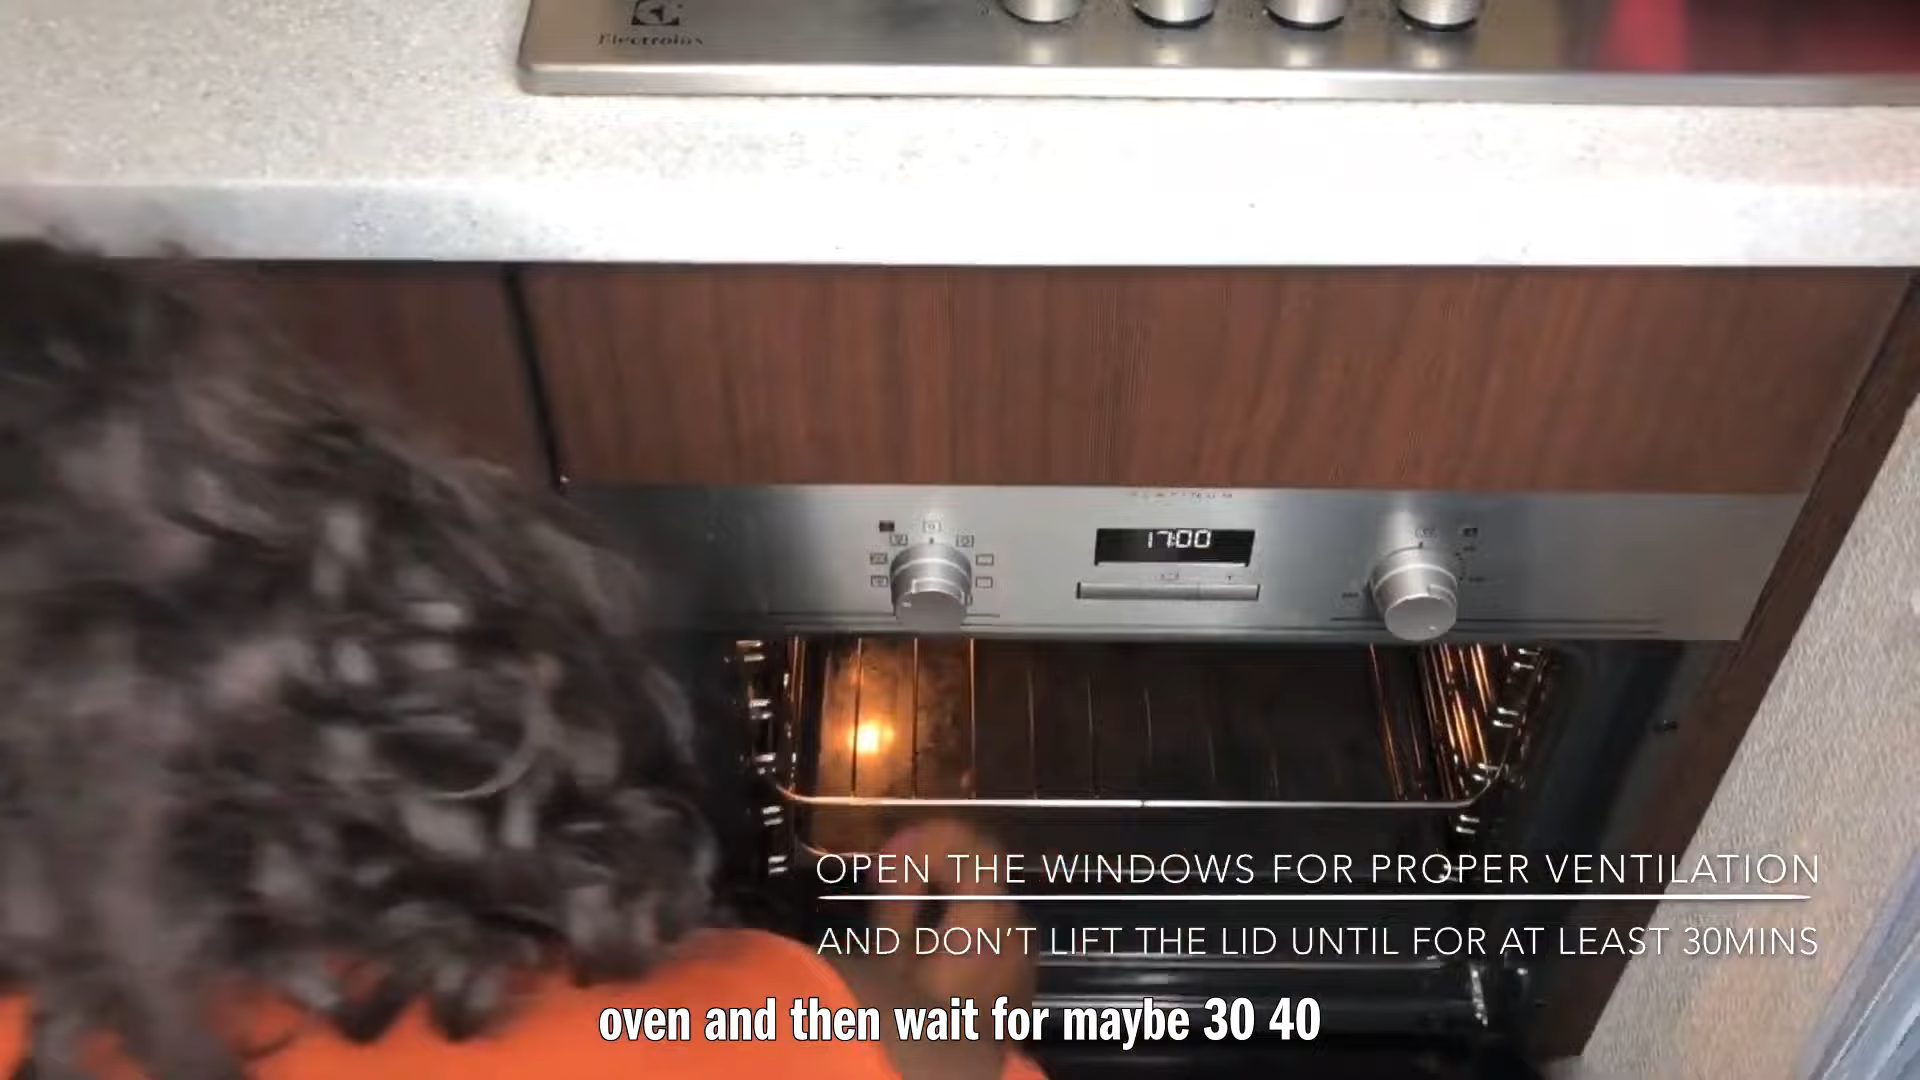 Electrolux
17:00
OPEN THE WINDOWS FOR PROPER VENTILATION
AND DON'T LIFT THE LID UNTIL FOR AT LEAST 30MINS
oven and then wait for maybe 30 40